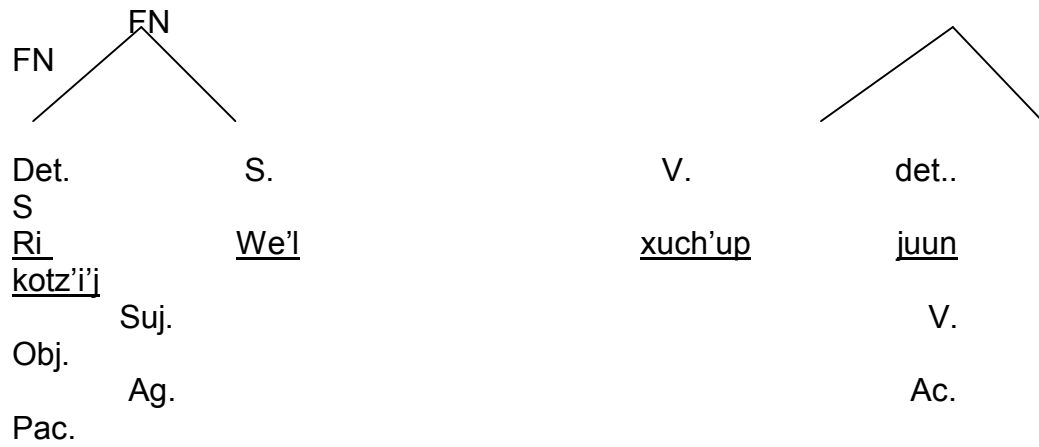 FN
FN
Det. S. V. det..
S
Ri We’l xuch’up juun
kotz’i’j
Suj. V.
Obj.
Ag. Ac.
Pac.